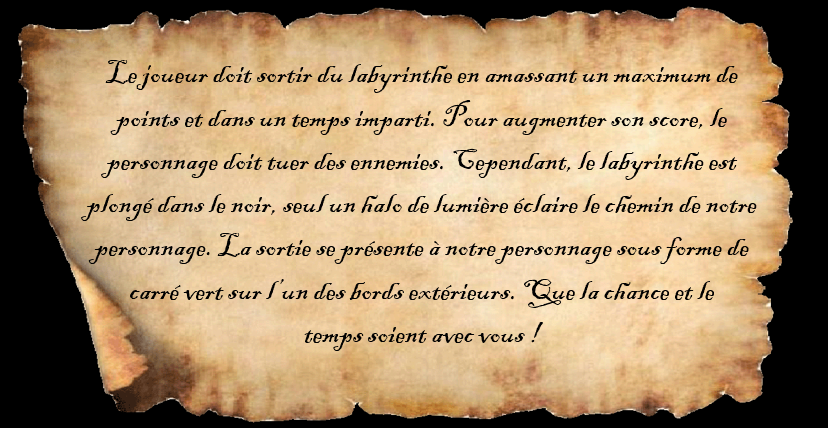 Le joueur doit sortir du labyrinthe en amassant un maximum de
points et dans un temps imparti. Pour augmenter son score, le
personnage doit tuer des ennemies. Cependant, le labyrinthe est
plongé dans le noir, seul un halo de lumière éclaire le chemin de notre
personnage. La sortie se présente à notre personnage sous forme de
carré vert sur l'un des bords extérieurs. Que la chance et le
temps soient avec vous !